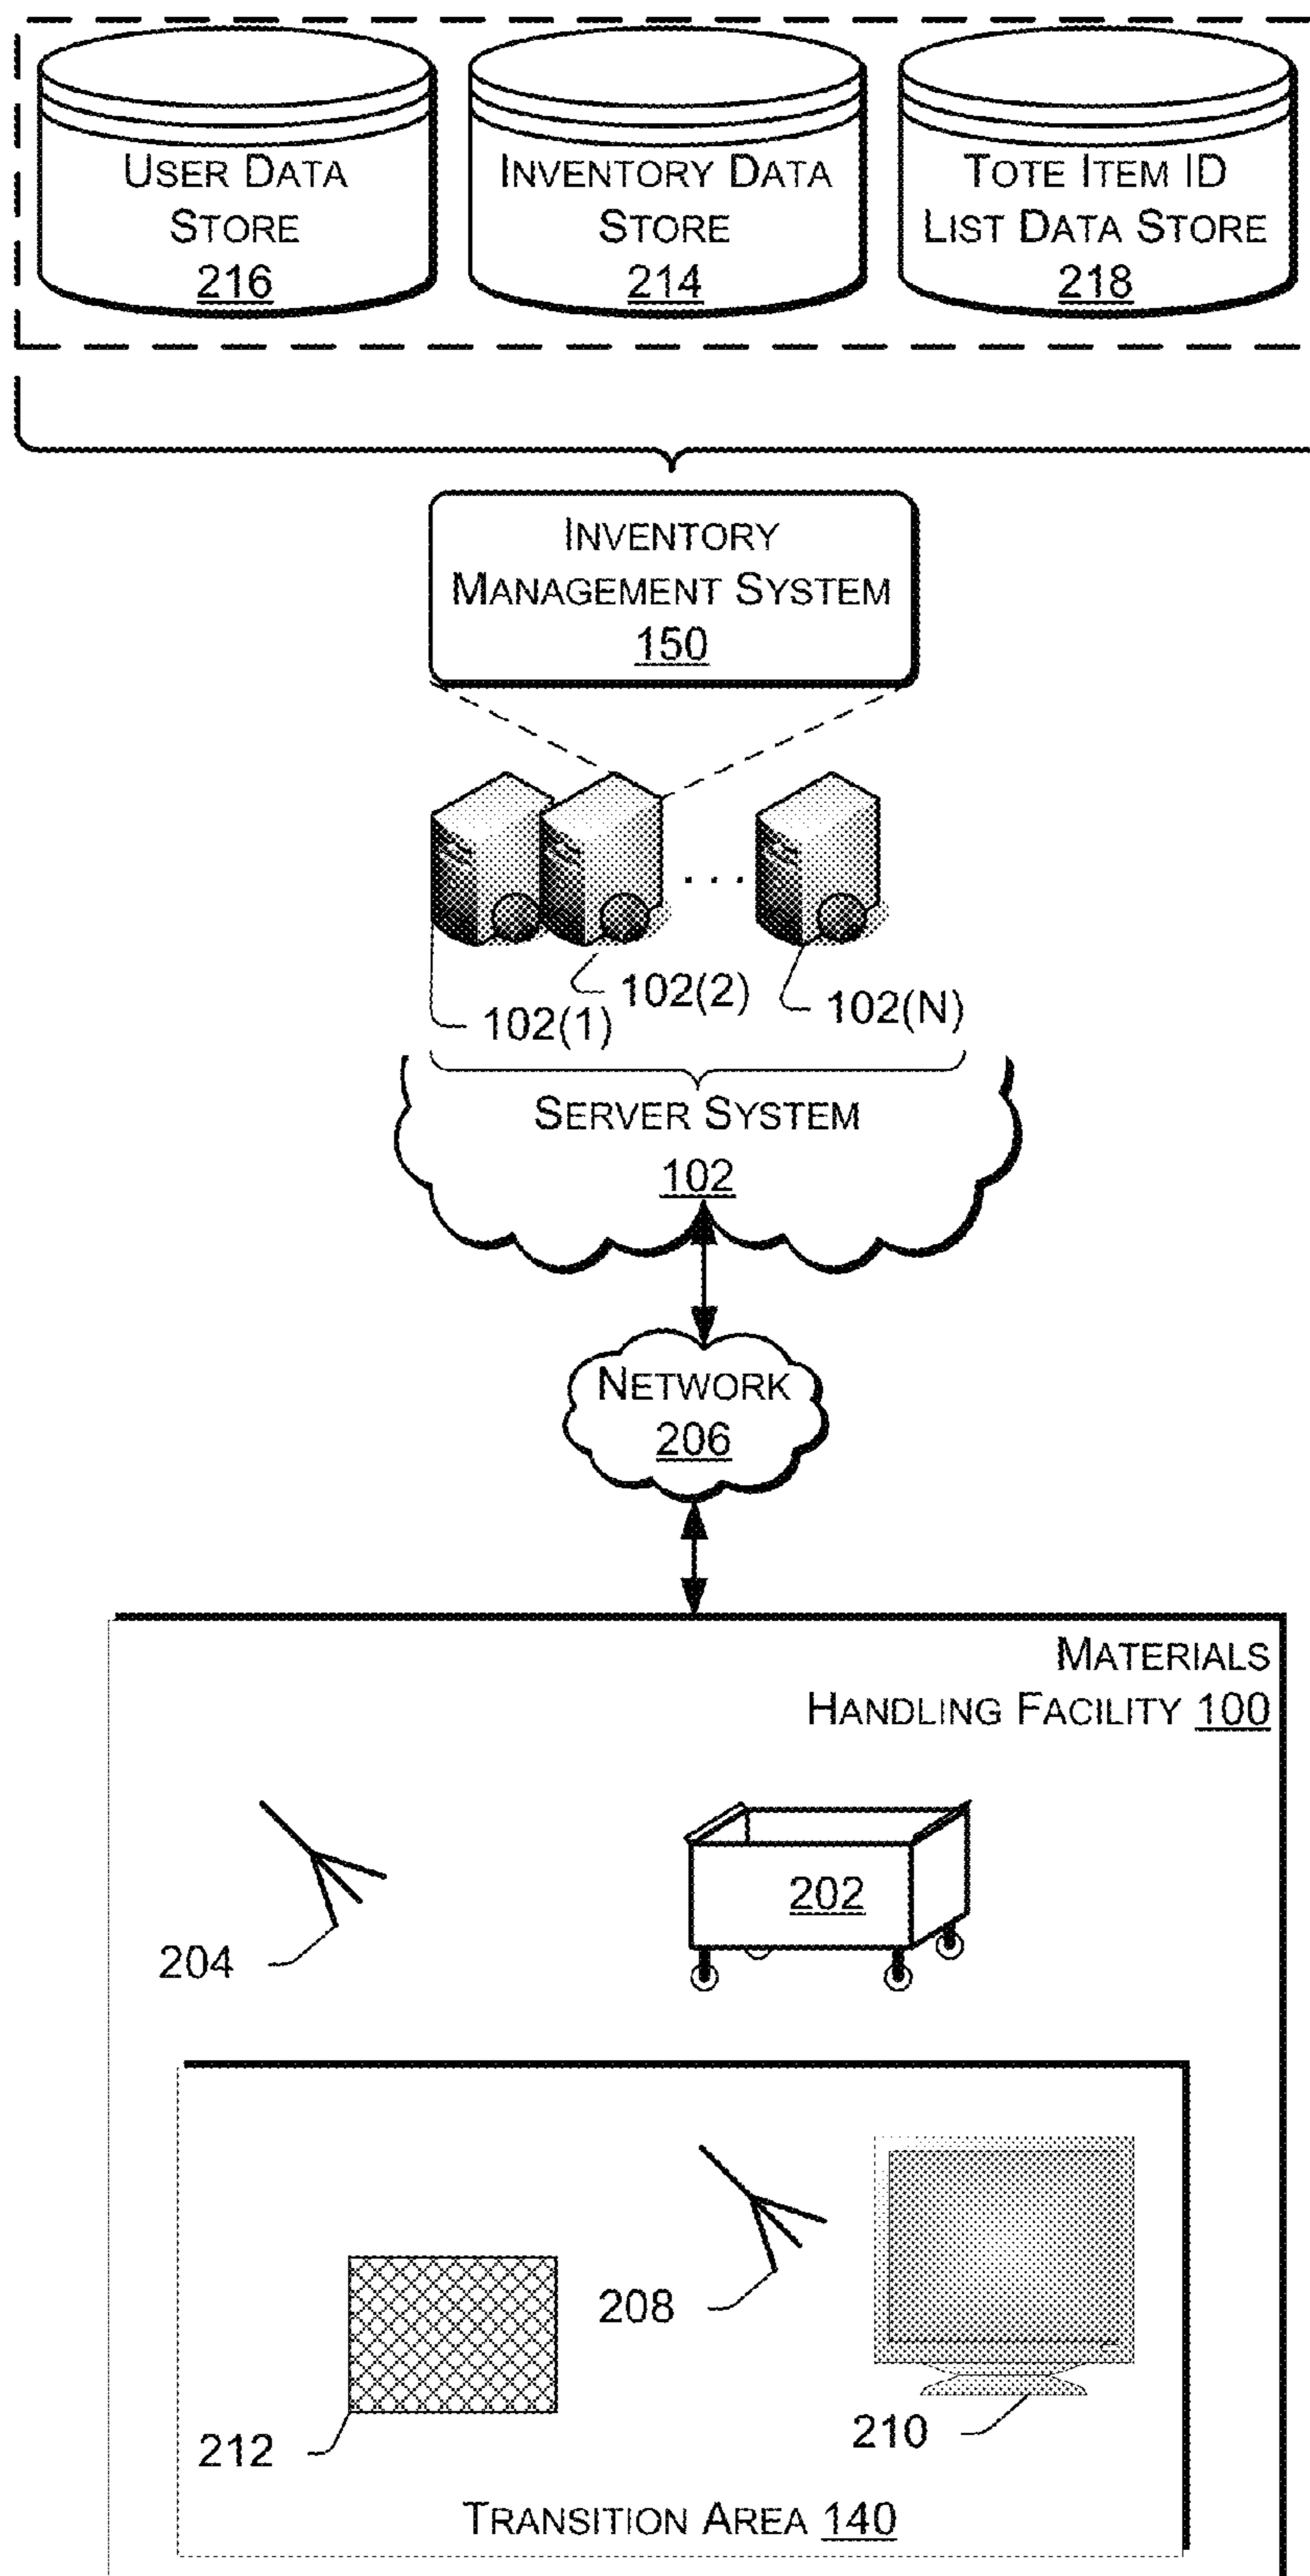 USER DATA
STORE
216
INVENTORY DATA
STORE
214
TOTE ITEM ID
LIST DATA STORE
218
INVENTORY
MANAGEMENT SYSTEM
150
102(1)
102(2)
102(N)
SERVER SYSTEM
102
NETWORK
206
MATERIALS
HANDLING FACILITY 100
204
202
208
212
210
TRANSITION AREA 140